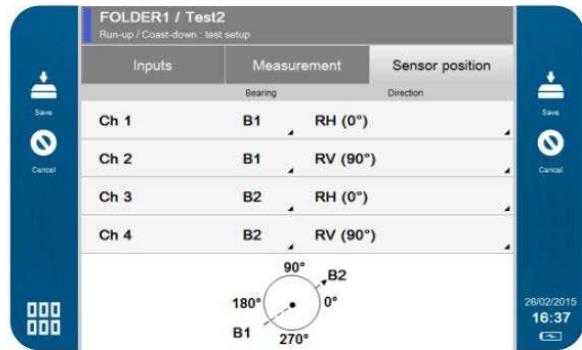 FOLDER1 / Test2
Run-up / Coast-down : test setup
Inputs Measurement Sensor position
Bearing Direction
Save Save
Cancel Cancel
Ch 1 B1 RH (0°)
Ch 2 B1 RV (90°)
Ch 3 B2 RH (0°)
Ch 4 B2 RV (90°)
90° B2
180° 0°
B1 270°
26/02/2015
16:37